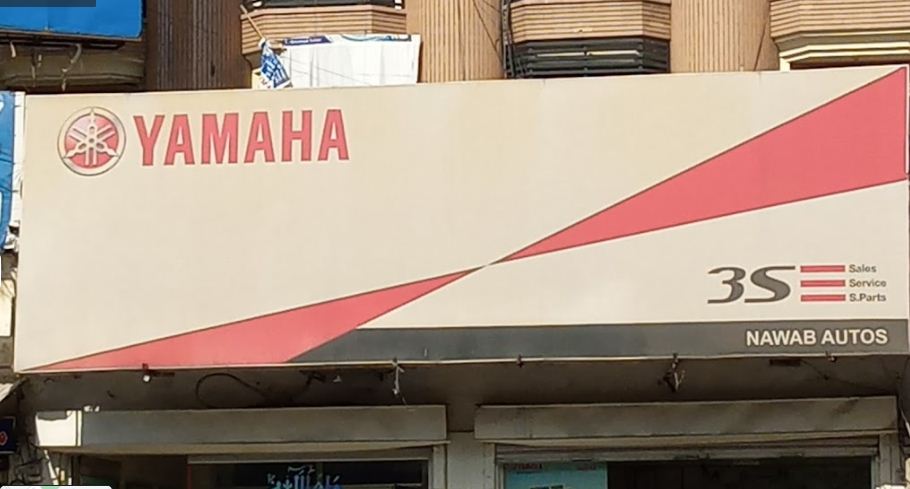 YAMAHA
3S
Sales
Service
S.Parts
NAWAB AUTOS